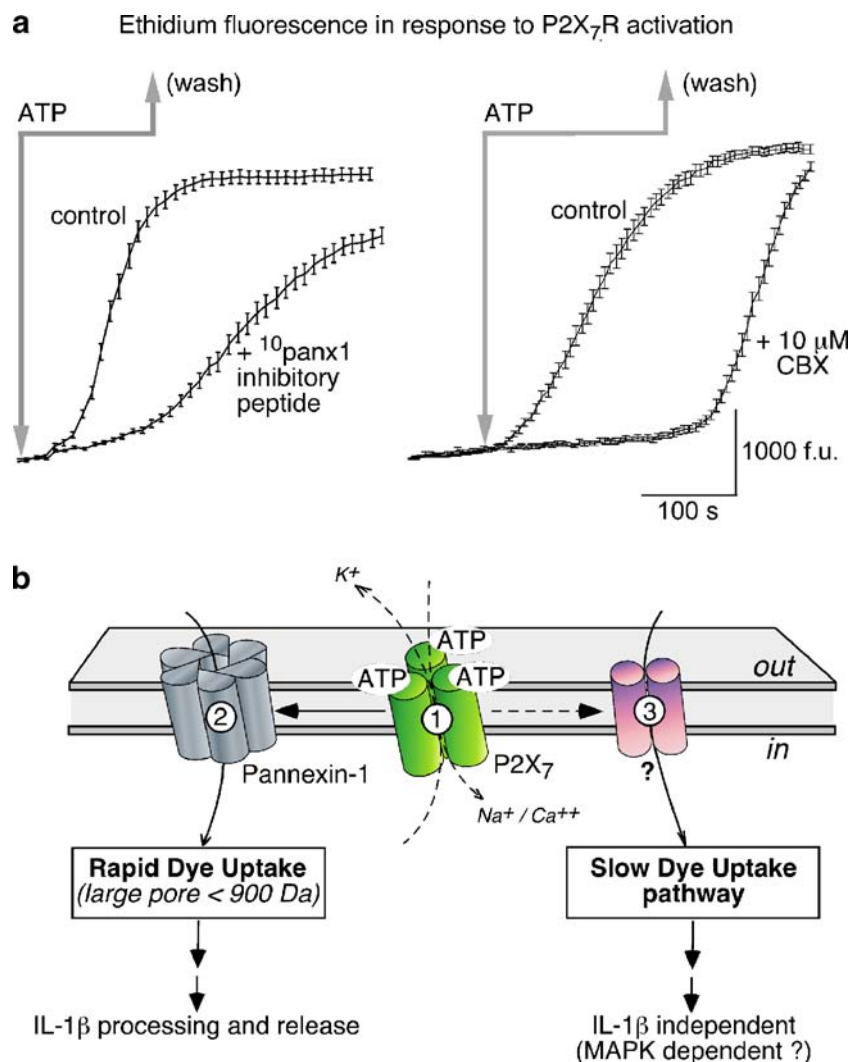 a Ethidium fluorescence in response to P2X7R activation
(wash)
ATP
control
+ 10panx1
inhibitory
peptide
(wash)
ATP
control
+ 10 μM
CBX
1000 f.u.
100 s
b
K+
ATP
ATP
ATP
out
in
2
1
3
Pannexin-1
P2X7
?
Na+ / Ca++
Rapid Dye Uptake
(large pore < 900 Da)
Slow Dye Uptake
pathway
IL-1β processing and release
IL-1β independent
(MAPK dependent ?)